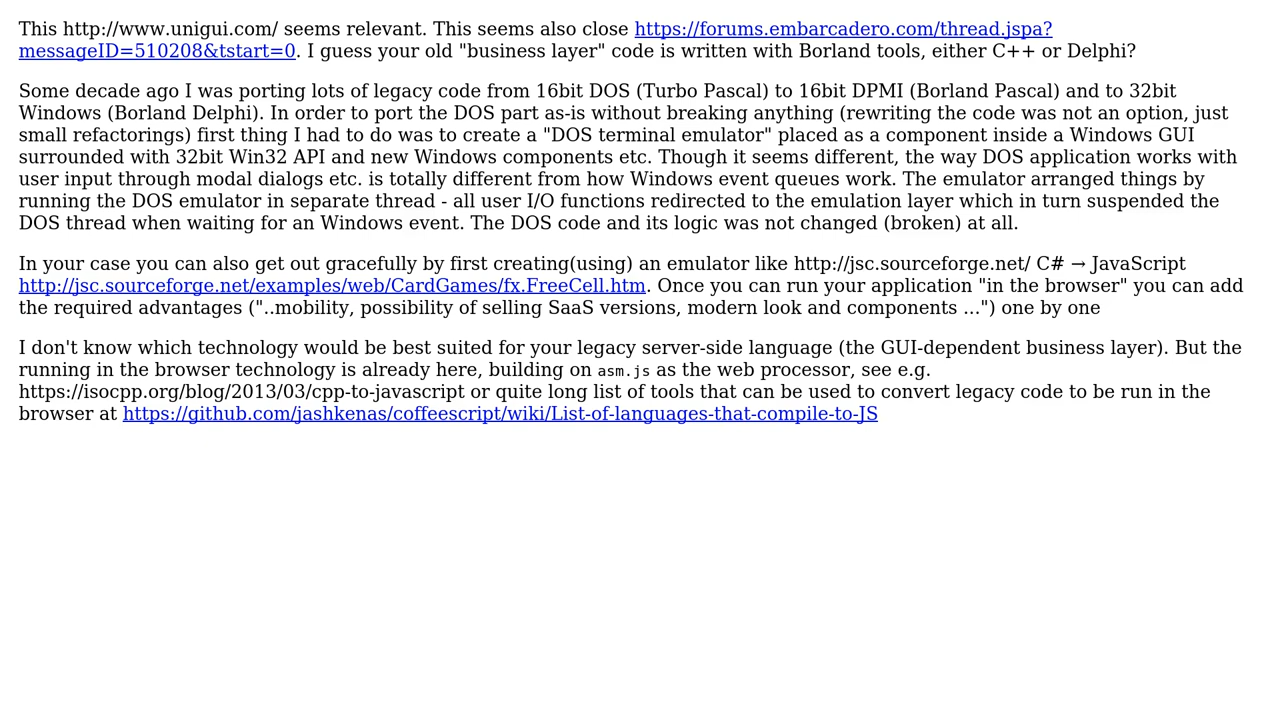 This http://www.unigui.com/ seems relevant. This seems also close https://forums.embarcadero.com/thread.jspa?
messageID=510208&tstart=0. I guess your old "business layer" code is written with Borland tools, either C++ or Delphi?
Some decade ago I was porting lots of legacy code from 16bit DOS (Turbo Pascal) to 16bit DPMI (Borland Pascal) and to 32bit
Windows (Borland Delphi). In order to port the DOS part as-is without breaking anything (rewriting the code was not an option, just
small refactorings) first thing I had to do was to create a "DOS terminal emulator" placed as a component inside a Windows GUI
surrounded with 32bit Win32 API and new Windows components etc. Though it seems different, the way DOS application works with
user input through modal dialogs etc. is totally different from how Windows event queues work. The emulator arranged things by
running the DOS emulator in separate thread - all user I/O functions redirected to the emulation layer which in turn suspended the
DOS thread when waiting for an Windows event. The DOS code and its logic was not changed (broken) at all.
In your case you can also get out gracefully by first creating(using) an emulator like http://jsc.sourceforge.net/ C# → JavaScript
http://jsc.sourceforge.net/examples/web/CardGames/fx.FreeCell.htm. Once you can run your application "in the browser" you can add
the required advantages ("..mobility, possibility of selling SaaS versions, modern look and components ...") one by one
I don't know which technology would be best suited for your legacy server-side language (the GUI-dependent business layer). But the
running in the browser technology is already here, building on asm.js as the web processor, see e.g.
https://isocpp.org/blog/2013/03/cpp-to-javascript or quite long list of tools that can be used to convert legacy code to be run in the
browser at https://github.com/jashkenas/coffeescript/wiki/List-of-languages-that-compile-to-JS